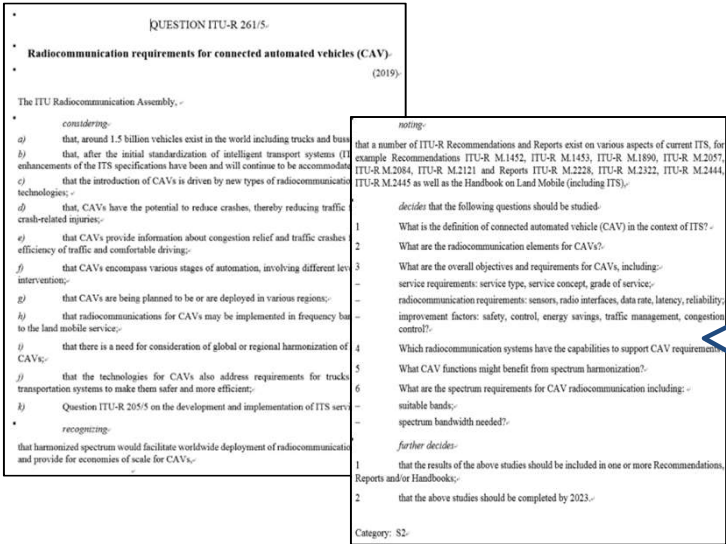 QUESTION ITU-R 261/5
Radiocommunication requirements for connected automated vehicles (CAV)
(2019)
The ITU Radiocommunication Assembly,
considering
a) that, around 1.5 billion vehicles exist in the world including trucks and
b) that, after the initial standardization of intelligent transport systems
enhancements of the ITS specifications have been and will continue to be
c) that the introduction of CAVs is driven by new types of
technologies;
d) that, CAVs have the potential to reduce crashes, thereby reducing traffic
crash-related injuries;
e) that CAVs provide information about congestion relief and traffic crashes
efficiency of traffic and comfortable driving;
f) that CAVs encompass various stages of automation, involving different
intervention;
g) that CAVs are being planned to be or are deployed in various regions;
h) that radiocommunications for CAVs may be implemented in frequency
to the land mobile service;
i) that there is a need for consideration of global or regional harmonization of
CAVs;
j) that the technologies for CAVs also address requirements for trucks
transportation systems to make them safer and more efficient;
k) Question ITU-R 205/5 on the development and implementation of ITS
recognizing
that harmonized spectrum would facilitate worldwide deployment of
and provide for economies of scale for CAVs,
noting
that a number of ITU-R Recommendations and Reports exist on various aspects of current ITS, for
example Recommendations ITU-R M.1452, ITU-R M.1453, ITU-R M.1890, ITU-R M.2057,
ITU-R M.2084, ITU-R M.2121 and Reports ITU-R M.2228, ITU-R M.2322, ITU-R M.2444,
ITU-R M.2445 as well as the Handbook on Land Mobile (including ITS),
decides that the following questions should be studied
1 What is the definition of connected automated vehicle (CAV) in the context of ITS?
2 What are the radiocommunication elements for CAVs?
3 What are the overall objectives and requirements for CAVs, including:
– service requirements: service type, service concept, grade of service;
– radiocommunication requirements: sensors, radio interfaces, data rate, latency, reliability;
– improvement factors: safety, control, energy savings, traffic management, congestion
control?
4 Which radiocommunication systems have the capabilities to support CAV requirements
5 What CAV functions might benefit from spectrum harmonization?
6 What are the spectrum requirements for CAV radiocommunication including:
– suitable bands;
– spectrum bandwidth needed?
further decides
1 that the results of the above studies should be included in one or more Recommendations,
Reports and/or Handbooks;
2 that the above studies should be completed by 2023.
Category: S2